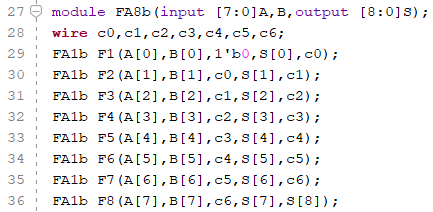 27 module FA8b(input [7:0]A,B,output [8:0]S);
28 wire c0,c1,c2,c3,c4,c5,c6;
29 FA1b F1(A[0],B[0],1'b0,S[0],c0);
30 FA1b F2(A[1],B[1],c0,S[1],c1);
31 FA1b F3(A[2],B[2],c1,S[2],c2);
32 FA1b F4(A[3],B[3],c2,S[3],c3);
33 FA1b F5(A[4],B[4],c3,S[4],c4);
34 FA1b F6(A[5],B[5],c4,S[5],c5);
35 FA1b F7(A[6],B[6],c5,S[6],c6);
36 FA1b F8(A[7],B[7],c6,S[7],S[8]);